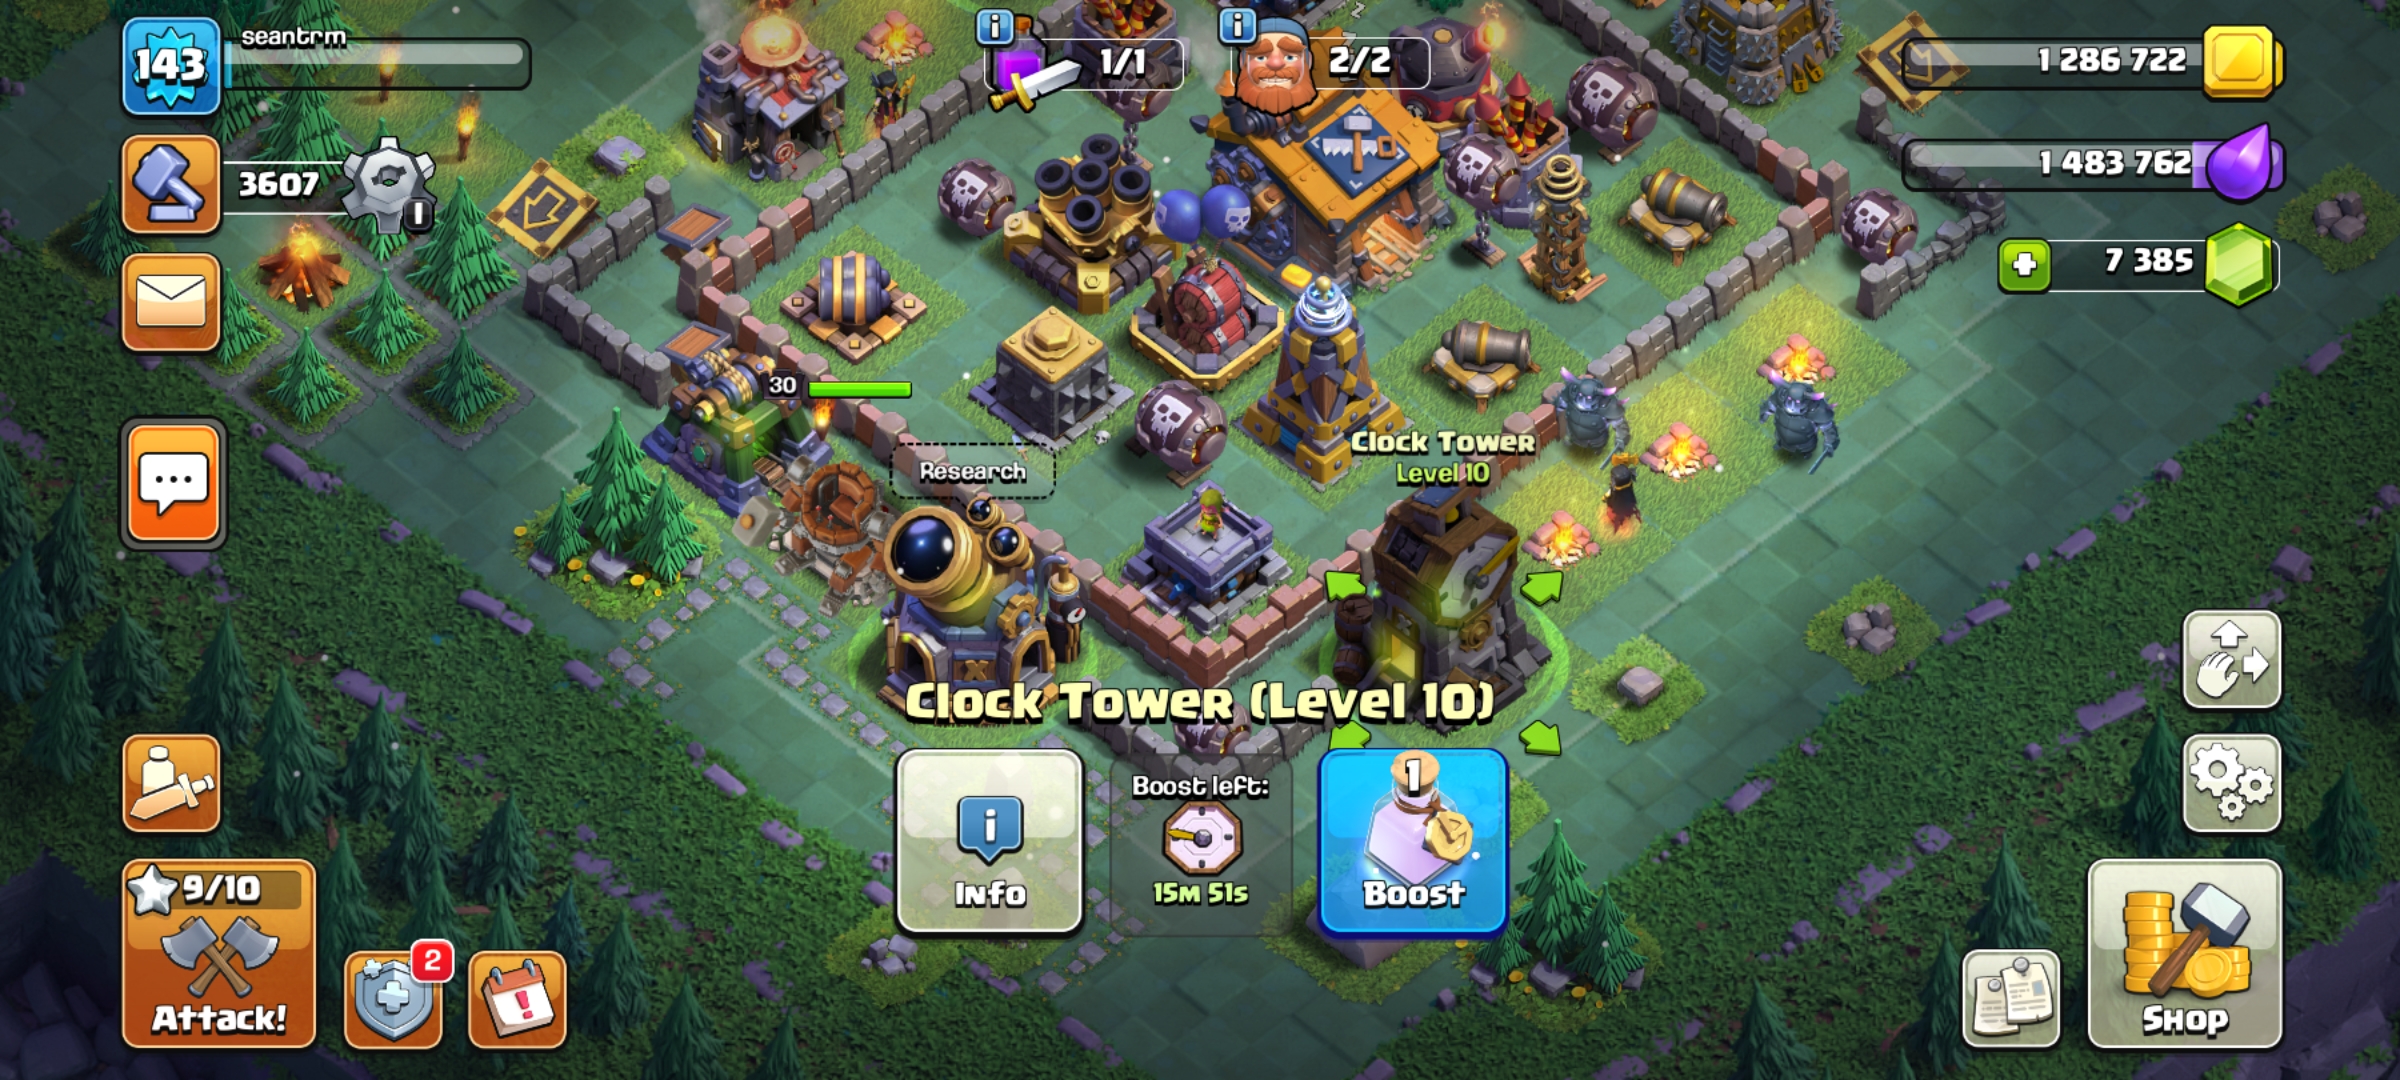 143
seantrm
1/1
2/2
1 286 722
3607
I
1 483 762
7 385
30
Research
Clock Tower
Level 10
Clock Tower (Level 10)
Info
Boost left:
15m 51s
1
Boost
9/10
Attack!
2
Shop